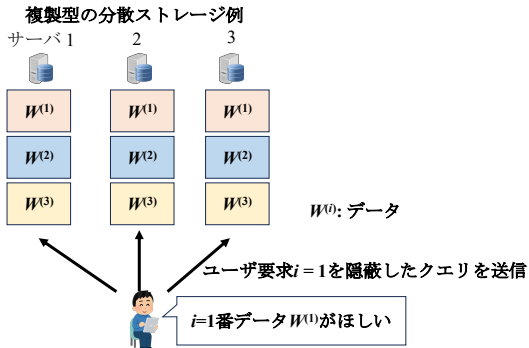 複製型の分散ストレージ例
サーバ 1 2 3
W(1) W(1) W(1)
W(2) W(2) W(2)
W(3) W(3) W(3)
W(i): データ
ユーザ要求i = 1を隠蔽したクエリを送信
i=1番データW(1)がほしい